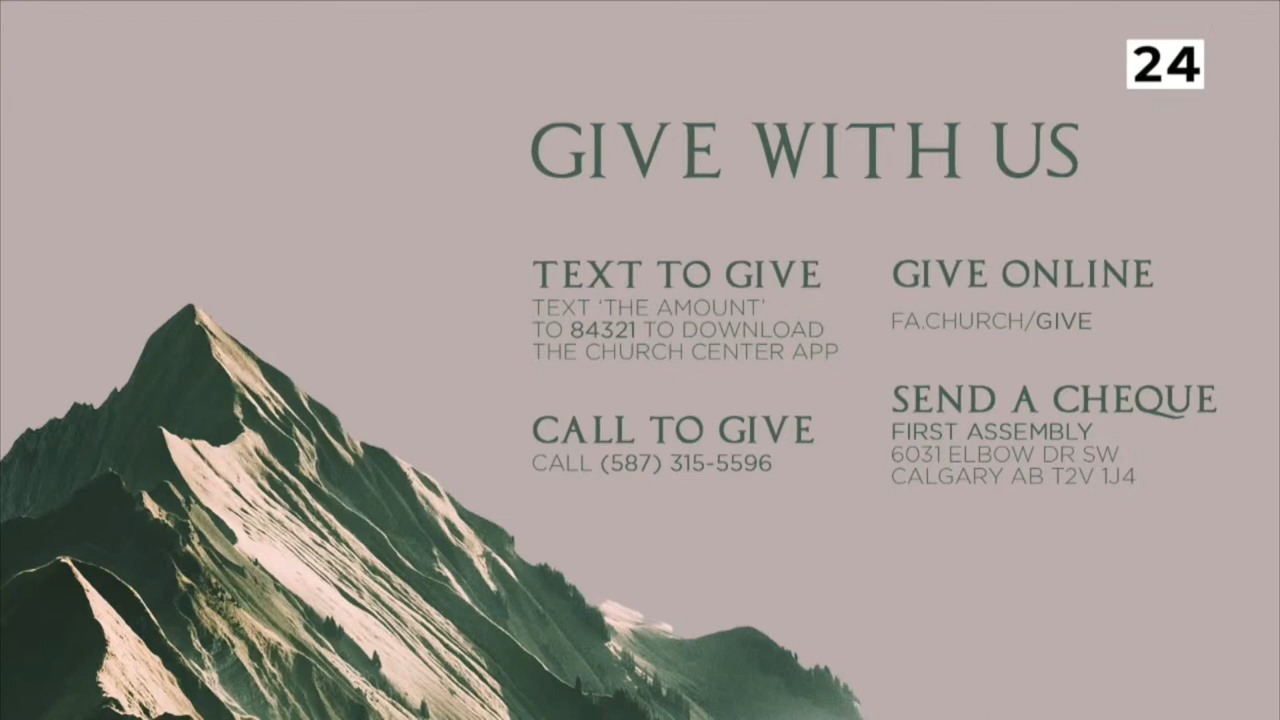 24
GIVE WITH US
TEXT TO GIVE
TEXT ‘THE AMOUNT’
TO 84321 TO DOWNLOAD
THE CHURCH CENTER APP
CALL TO GIVE
CALL (587) 315-5596
GIVE ONLINE
FA.CHURCH/GIVE
SEND A CHEQUE
FIRST ASSEMBLY
6031 ELBOW DR SW
CALGARY AB T2V 1J4